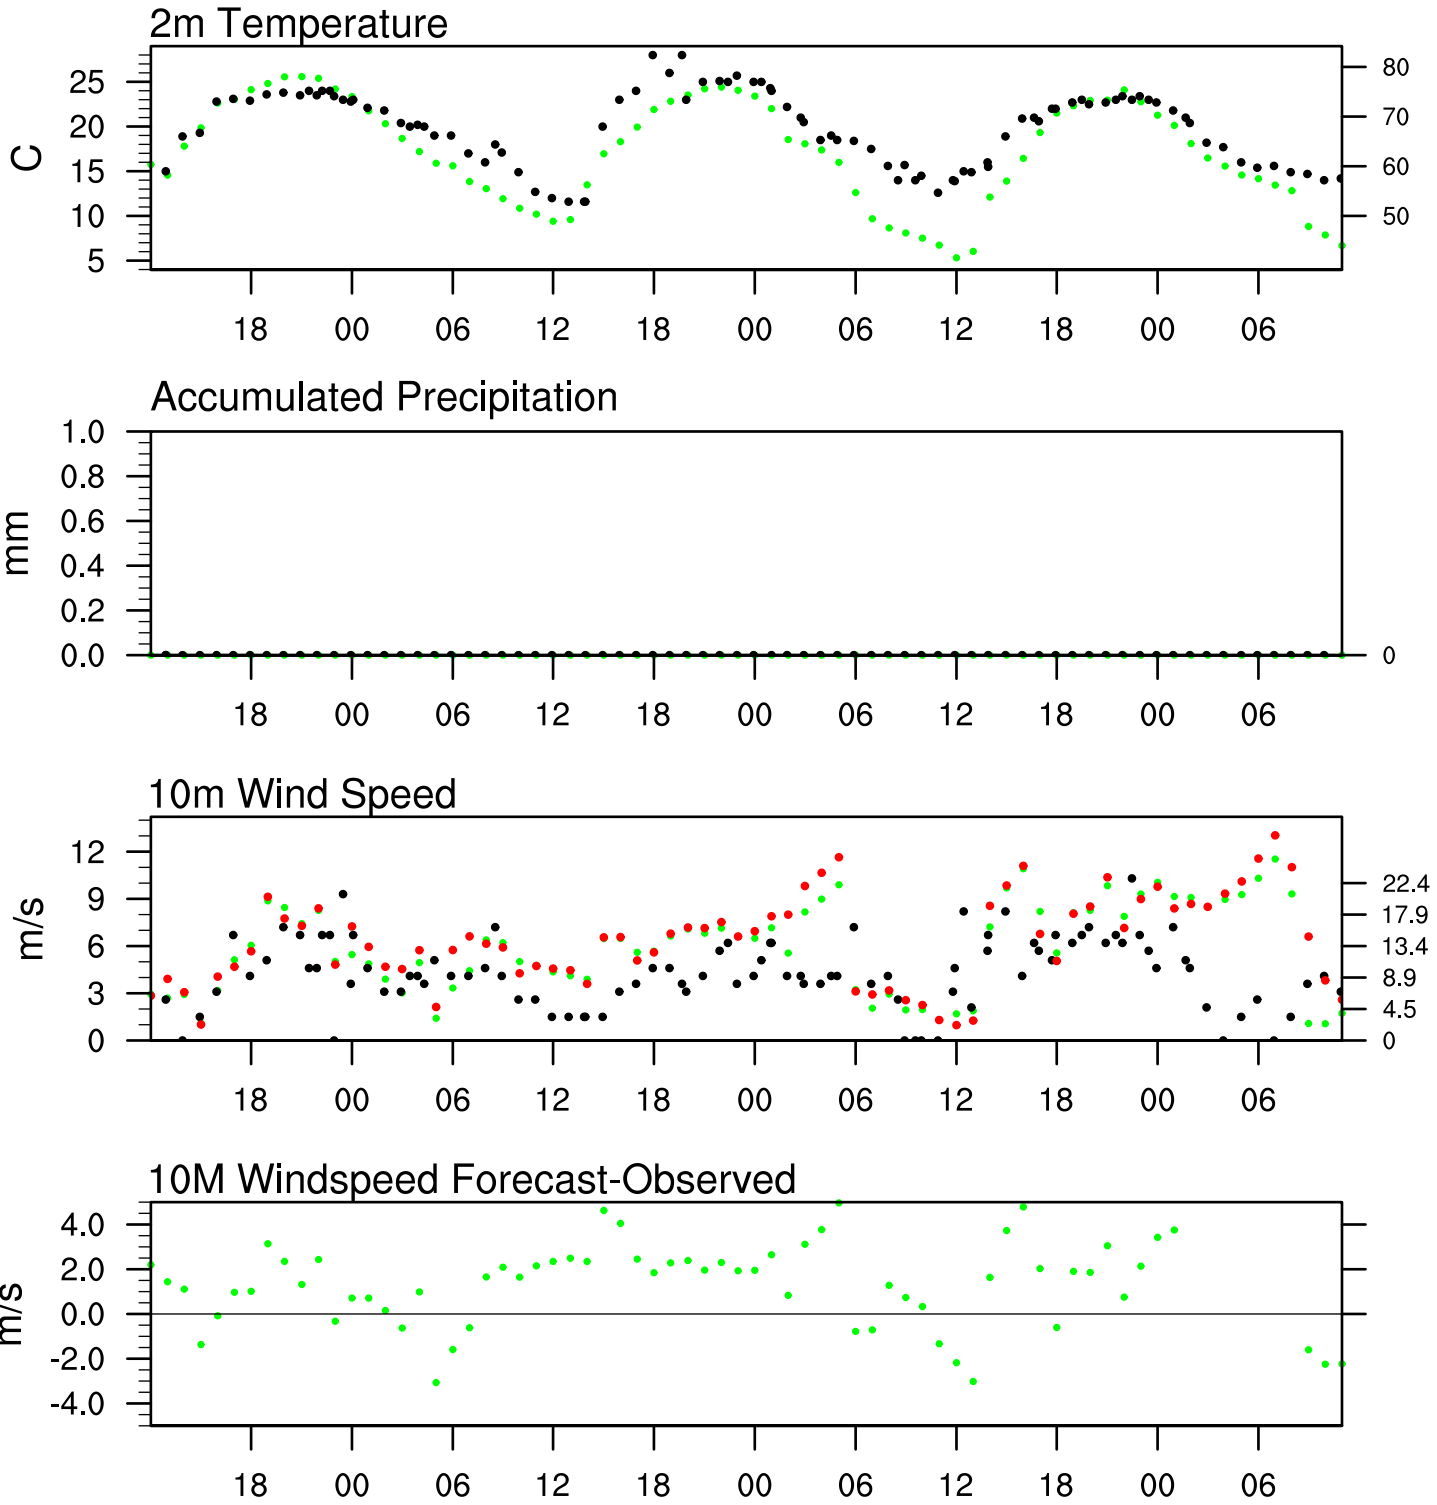 2m Temperature
C
25
20
15
10
5
80
70
60
50
18 00 06 12 18 00 06 12 18 00 06
Accumulated Precipitation
mm
1.0
0.8
0.6
0.4
0.2
0.0
0
18 00 06 12 18 00 06 12 18 00 06
10m Wind Speed
m/s
12
9
6
3
0
22.4
17.9
13.4
8.9
4.5
0
18 00 06 12 18 00 06 12 18 00 06
10M Windspeed Forecast-Observed
m/s
4.0
2.0
0.0
-2.0
-4.0
18 00 06 12 18 00 06 12 18 00 06